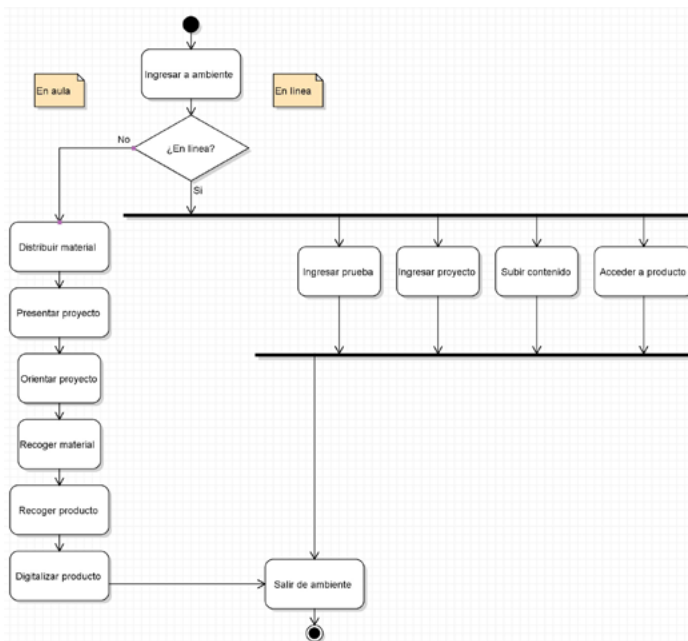 Ingresar a ambiente
En aula
En línea
¿En línea?
No
Si
Distribuir material
Ingresar prueba
Ingresar proyecto
Subir contenido
Acceder a producto
Presentar proyecto
Orientar proyecto
Recoger material
Recoger producto
Digitalizar producto
Salir de ambiente